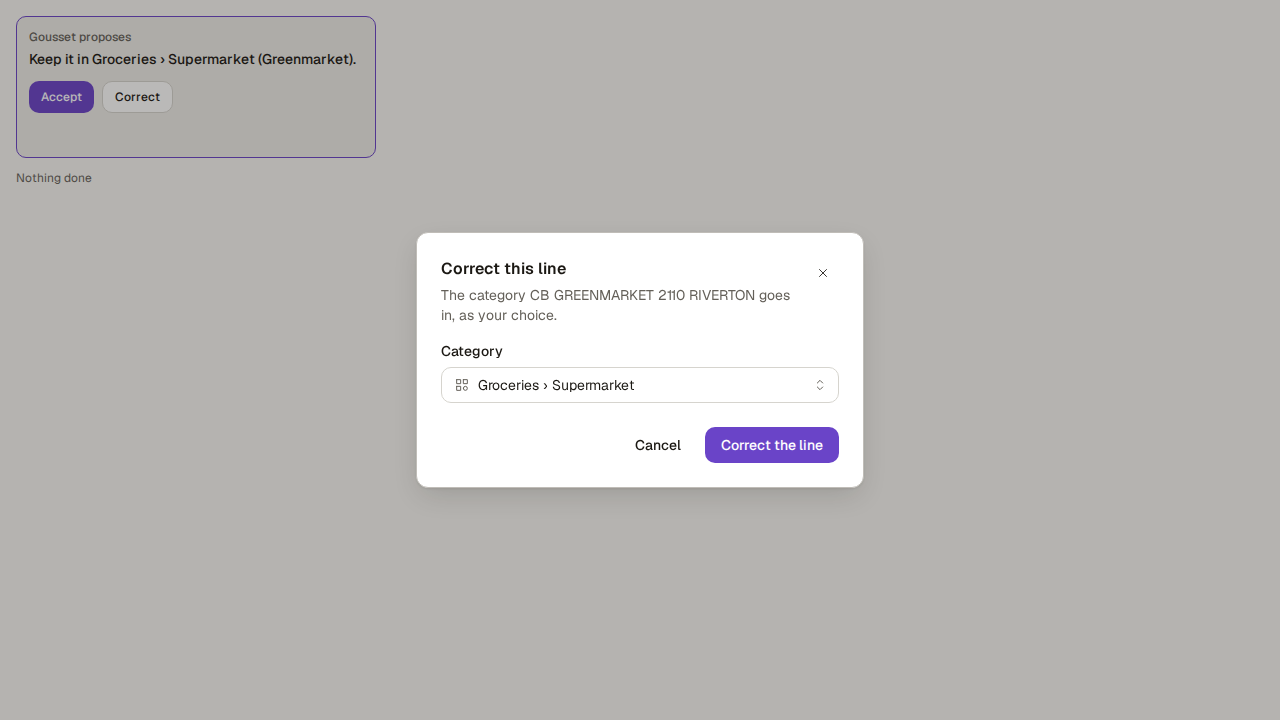 Gousset proposes
Keep it in Groceries › Supermarket (Greenmarket).
Accept
Correct
Nothing done
Correct this line
The category CB GREENMARKET 2110 RIVERTON goes
in, as your choice.
Category
Groceries › Supermarket
Cancel
Correct the line